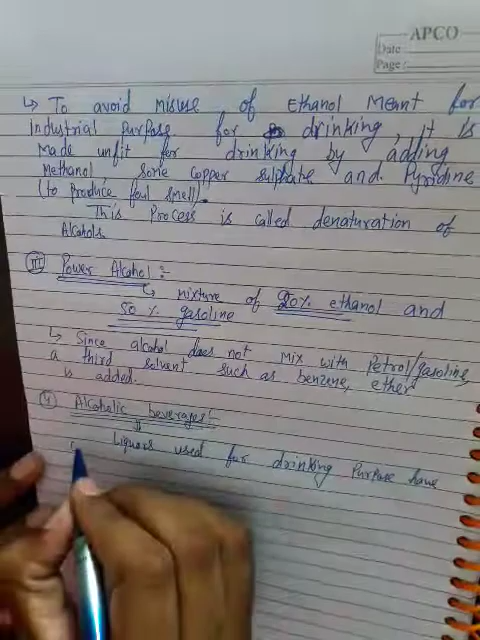 APCO
Date:
Page:
↳ To avoid misuse of Ethanol Meant for
Industrial Purpose for drinking, it is
Made unfit for drinking by adding
Methanol, some copper sulphate and Pyridine
(to produce foul smell).
This Process is called denaturation of
Alcohols
(III) Power Alcohol :-
↳ mixture of 20% ethanol and
50 % gasoline
↳ Since alcohol does not mix with Petrol/gasoline,
a third solvent such as benzene, ether
is added.
Alcoholic beverages:-
Liquors used for drinking Purpose have